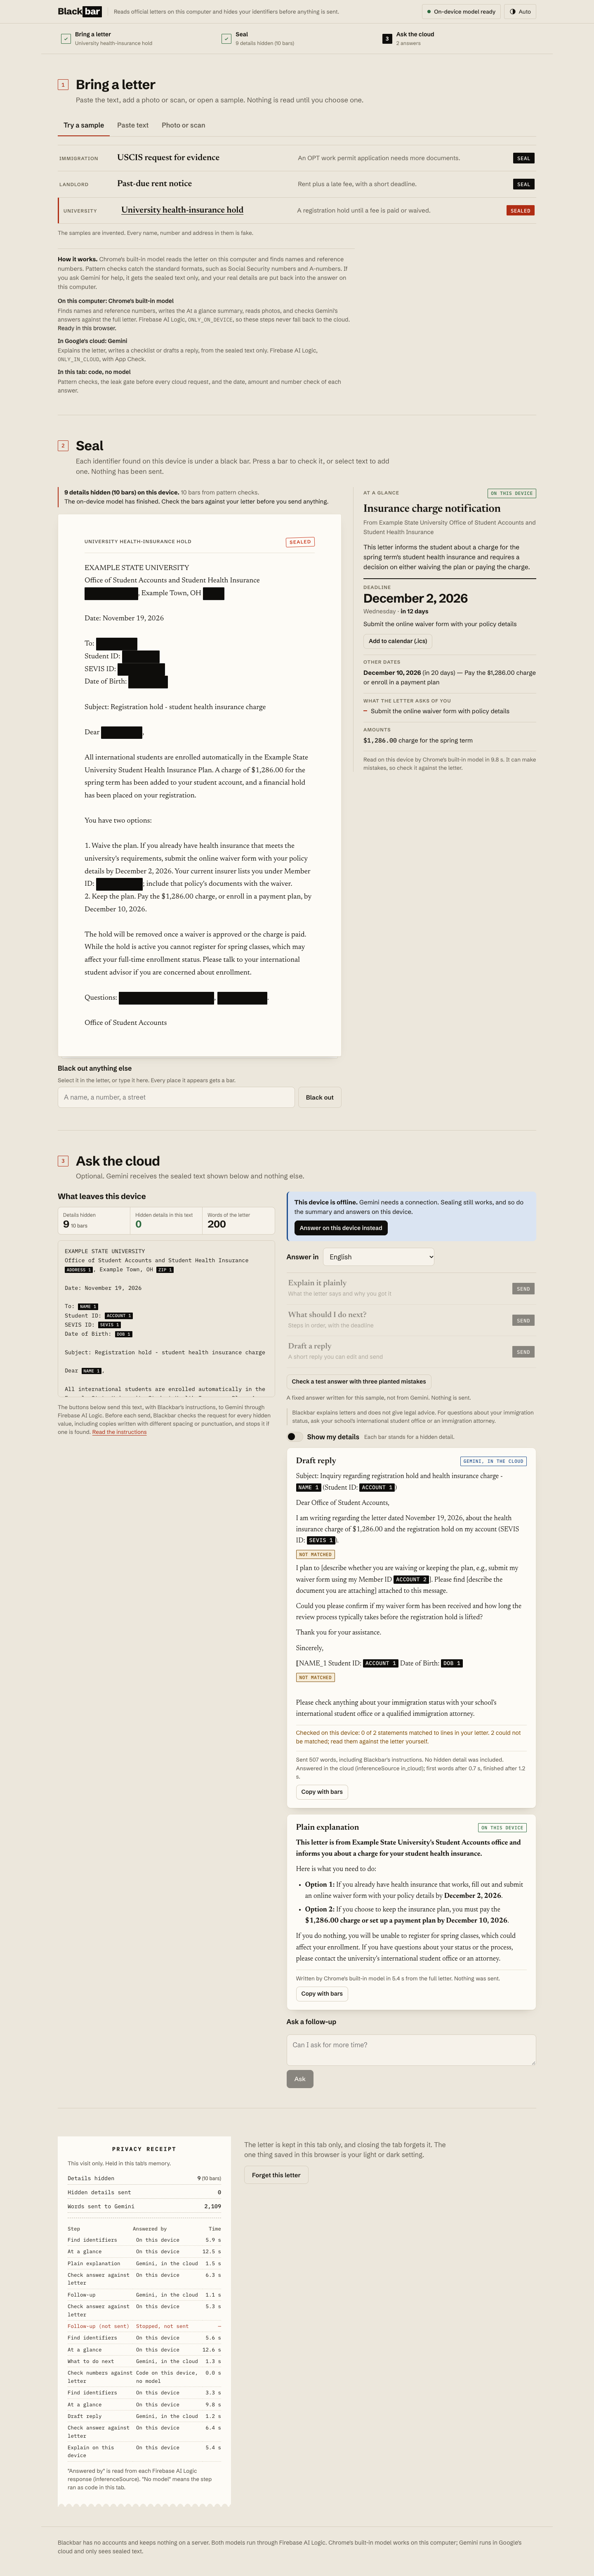 Blackbar
Reads official letters on this computer and hides your identifiers before anything is sent.
On-device model ready
Auto
Bring a letter
University health-insurance hold
Seal
9 details hidden (10 bars)
3
Ask the cloud
2 answers
1
Bring a letter
Paste the text, add a photo or scan, or open a sample. Nothing is read until you choose one.
Try a sample
Paste text
Photo or scan
IMMIGRATION
USCIS request for evidence
An OPT work permit application needs more documents.
SEAL
LANDLORD
Past-due rent notice
Rent plus a late fee, with a short deadline.
SEAL
UNIVERSITY
University health-insurance hold
A registration hold until a fee is paid or waived.
SEALED
The samples are invented. Every name, number and address in them is fake.
How it works. Chrome's built-in model reads the letter on this computer and finds names and reference
numbers. Pattern checks catch the standard formats, such as Social Security numbers and A-numbers. If
you ask Gemini for help, it gets the sealed text only, and your real details are put back into the answer on
this computer.
On this computer: Chrome's built-in model
Finds names and reference numbers, writes the At a glance summary, reads photos, and checks Gemini's
answers against the full letter. Firebase AI Logic, ONLY_ON_DEVICE, so these steps never fall back to the cloud.
Ready in this browser.
In Google's cloud: Gemini
Explains the letter, writes a checklist or drafts a reply, from the sealed text only, Firebase AI Logic,
ONLY_IN_CLOUD, with App Check.
In this tab: code, no model
Pattern checks, the leak gate before every cloud request, and the date, amount and number check of each
answer.
2
Seal
Each identifier found on this device is under a black bar. Press a bar to check it, or select text to add
one. Nothing has been sent.
9 details hidden (10 bars) on this device. 10 bars from pattern checks.
The on-device model has finished. Check the bars against your letter before you send anything.
UNIVERSITY HEALTH-INSURANCE HOLD
SEALED
EXAMPLE STATE UNIVERSITY
Office of Student Accounts and Student Health Insurance
, Example Town, OH
Date: November 19, 2026
To:
Student ID:
SEVIS ID:
Date of Birth:
Subject: Registration hold - student health insurance charge
Dear ,
All international students are enrolled automatically in the Example State
University Student Health Insurance Plan. A charge of $1,286.00 for the
spring term has been added to your student account, and a financial hold
has been placed on your registration.
You have two options:
1. Waive the plan. If you already have health insurance that meets the
university's requirements, submit the online waiver form with your policy
details by December 2, 2026. Your current insurer lists you under Member
ID: , include that policy's documents with the waiver.
2. Keep the plan. Pay the $1,286.00 charge, or enroll in a payment plan, by
December 10, 2026.
The hold will be removed once a waiver is approved or the charge is paid.
While the hold is active you cannot register for spring classes, which may
affect your full-time enrollment status. Please talk to your international
student advisor if you are concerned about enrollment.
Questions: , .
Office of Student Accounts
AT A GLANCE
ON THIS DEVICE
Insurance charge notification
From Example State University Office of Student Accounts and
Student Health Insurance
This letter informs the student about a charge for the
spring term's student health insurance and requires a
decision on either waiving the plan or paying the charge.
DEADLINE
December 2, 2026
Wednesday · in 12 days
Submit the online waiver form with your policy details
Add to calendar (.ics)
OTHER DATES
December 10, 2026 (in 20 days) — Pay the $1,286.00 charge
or enroll in a payment plan
WHAT THE LETTER ASKS OF YOU
– Submit the online waiver form with policy details
AMOUNTS
$1,286.00 charge for the spring term
Read on this device by Chrome's built-in model in 9.8 s. It can make
mistakes, so check it against the letter.
Black out anything else
Select it in the letter, or type it here. Every place it appears gets a bar.
A name, a number, a street
Black out
3
Ask the cloud
Optional. Gemini receives the sealed text shown below and nothing else.
What leaves this device
Details hidden
9 10 bars
Hidden details in this text
0
Words of the letter
200
EXAMPLE STATE UNIVERSITY
Office of Student Accounts and Student Health Insurance
ADDRESS 1, Example Town, OH ZIP 1
Date: November 19, 2026
To: NAME 1
Student ID: ACCOUNT 1
SEVIS ID: SEVIS 1
Date of Birth: DOB 1
Subject: Registration hold - student health insurance charge
Dear NAME 1,
All international students are enrolled automatically in the
The buttons below send this text, with Blackbar's instructions, to Gemini through
Firebase AI Logic. Before each send, Blackbar checks the request for every hidden
value, including copies written with different spacing or punctuation, and stops it if
one is found. Read the instructions
This device is offline. Gemini needs a connection. Sealing still works, and so do
the summary and answers on this device.
Answer on this device instead
Answer in
English
Explain it plainly
What the letter says and why you got it
SEND
What should I do next?
Steps in order, with the deadline
SEND
Draft a reply
A short reply you can edit and send
SEND
Check a test answer with three planted mistakes
A fixed answer written for this sample, not from Gemini. Nothing is sent.
Blackbar explains letters and does not give legal advice. For questions about your immigration
status, ask your school's international student office or an immigration attorney.
Show my details
Each bar stands for a hidden detail.
Draft reply
GEMINI, IN THE CLOUD
Subject: Inquiry regarding registration hold and health insurance charge -
NAME 1 (Student ID: ACCOUNT 1)
Dear Office of Student Accounts,
I am writing regarding the letter dated November 19, 2026, about the health
insurance charge of $1,286.00 and the registration hold on my account (SEVIS
ID: SEVIS 1).
NOT MATCHED
I plan to [describe whether you are waiving or keeping the plan, e.g., submit my
waiver form using my Member ID ACCOUNT 2]. Please find [describe the
document you are attaching] attached to this message.
Could you please confirm if my waiver form has been received and how long the
review process typically takes before the registration hold is lifted?
Thank you for your assistance.
Sincerely,
[NAME_1 Student ID: ACCOUNT 1 Date of Birth: DOB 1
NOT MATCHED
Please check anything about your immigration status with your school's
international student office or a qualified immigration attorney.
Checked on this device: 0 of 2 statements matched to lines in your letter. 2 could not
be matched; read them against the letter yourself.
Sent 507 words, including Blackbar's instructions. No hidden detail was included.
Answered in the cloud (inferenceSource in_cloud); first words after 0.7 s, finished after 1.2
s.
Copy with bars
Plain explanation
ON THIS DEVICE
This letter is from Example State University's Student Accounts office and
informs you about a charge for your student health insurance.
Here is what you need to do:
• Option 1: If you already have health insurance that works, fill out and submit
an online waiver form with your policy details by December 2, 2026.
• Option 2: If you choose to keep the insurance plan, you must pay the
$1,286.00 charge or set up a payment plan by December 10, 2026.
If you do nothing, you will be unable to register for spring classes, which could
affect your enrollment. If you have questions about your status or the process,
please contact the university's international student office or an attorney.
Written by Chrome's built-in model in 5.4 s from the full letter. Nothing was sent.
Copy with bars
Ask a follow-up
Can I ask for more time?
Ask
PRIVACY RECEIPT
This visit only. Held in this tab's memory.
Details hidden 9 (10 bars)
Hidden details sent 0
Words sent to Gemini 2,109
Step Answered by Time
Find identifiers On this device 5.9 s
At a glance On this device 12.5 s
Plain explanation Gemini, in the cloud 1.5 s
Check answer against letter On this device 6.3 s
Follow-up Gemini, in the cloud 1.1 s
Check answer against letter On this device 5.3 s
Follow-up (not sent) Stopped, not sent —
Find identifiers On this device 5.6 s
At a glance On this device 12.6 s
What to do next Gemini, in the cloud 1.3 s
Check numbers against letter Code on this device, no model 0.0 s
Find identifiers On this device 3.3 s
At a glance On this device 9.8 s
Draft reply Gemini, in the cloud 1.2 s
Check answer against letter On this device 6.4 s
Explain on this device On this device 5.4 s
"Answered by" is read from each Firebase AI Logic
response (inferenceSource). "No model" means the step
ran as code in this tab.
The letter is kept in this tab only, and closing the tab forgets it. The
one thing saved in this browser is your light or dark setting.
Forget this letter
Blackbar has no accounts and keeps nothing on a server. Both models run through Firebase AI Logic. Chrome's built-in model works on this computer; Gemini runs in Google's
cloud and only sees sealed text.